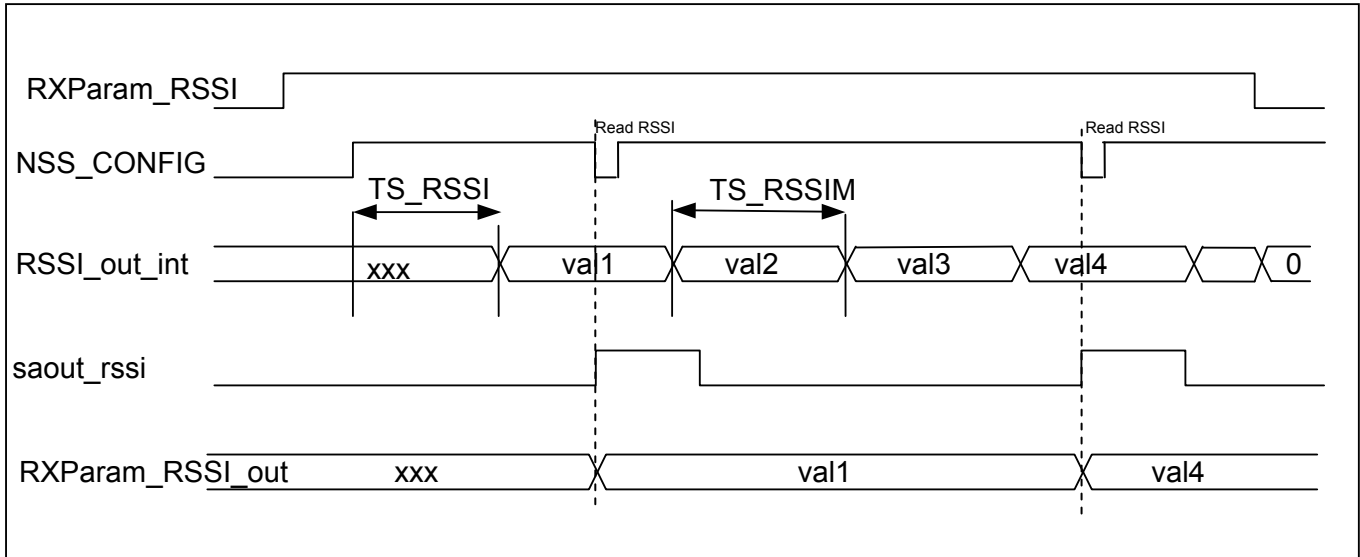 RXParam_RSSI
Read RSSI
Read RSSI
NSS_CONFIG
TS_RSSI
TS_RSSIM
RSSI_out_int
xxx
val1
val2
val3
val4
0
saout_rssi
RXParam_RSSI_out
xxx
val1
val4